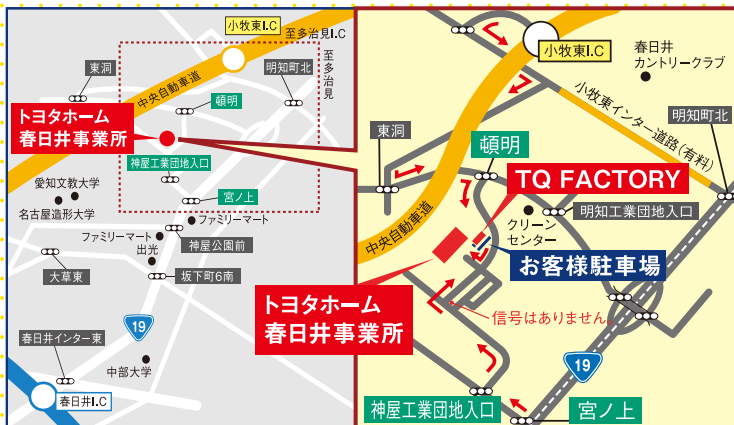 小牧東I.C
至多治見I.C
至多治見
東洞
中央自動車道
明知町北
頓明
トヨタホーム
春日井事業所
神屋工業団地入口
愛知文教大学
名古屋造形大学
宮ノ上
ファミリーマート
ファミリーマート
出光
神屋公園前
大草東
坂下町6南
19
春日井インター東
中部大学
春日井I.C
小牧東I.C
春日井
カントリークラブ
小牧東インター道路(有料)
明知町北
東洞
頓明
TQ FACTORY
クリーン
センター
明知工業団地入口
中央自動車道
お客様駐車場
トヨタホーム
春日井事業所
信号はありません。
19
神屋工業団地入口
宮ノ上